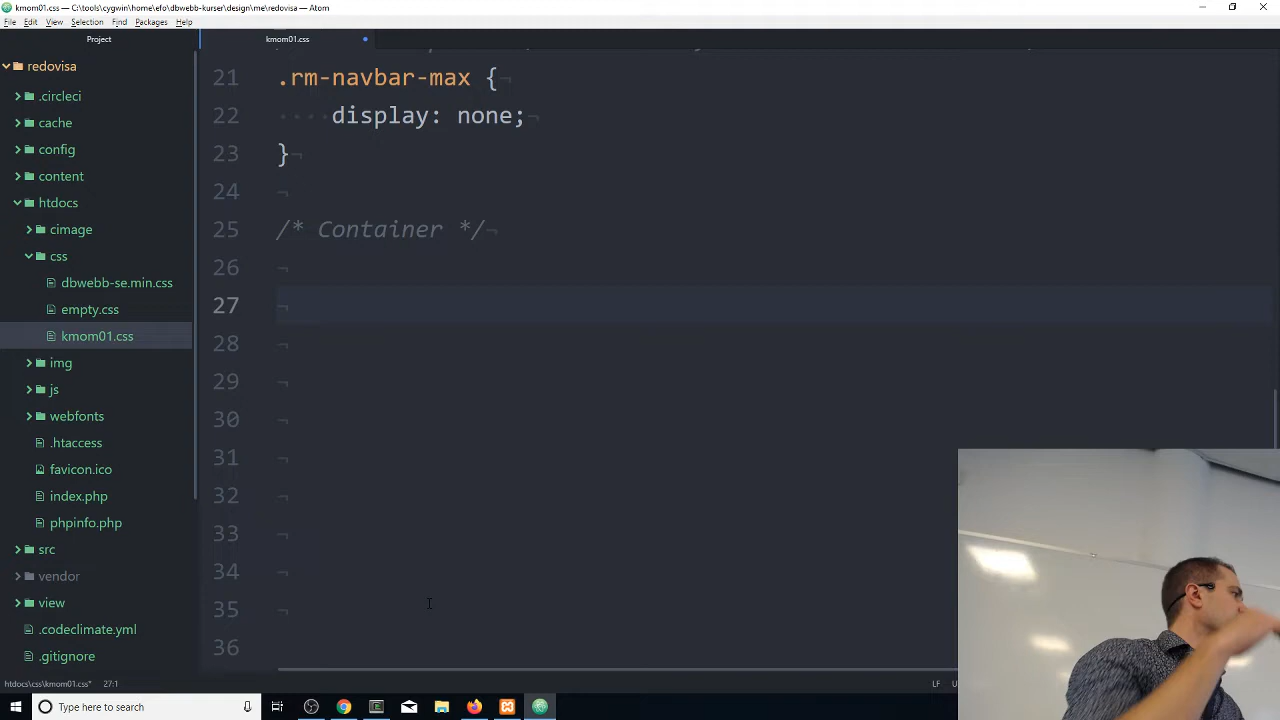 kmom01.css — C:\tools\cygwin\home\efo\dbwebb-kurser\design\me\redovisa — Atom
File Edit View Selection Find Packages Help
Project
kmom01.css
redovisa
.circleci
cache
config
content
htdocs
cimage
css
dbwebb-se.min.css
empty.css
kmom01.css
img
js
webfonts
.htaccess
favicon.ico
index.php
phpinfo.php
src
vendor
view
.codeclimate.yml
.gitignore
21 .rm-navbar-max {¬
22 ····display: none;¬
23 }¬
24 ¬
25 /* Container */¬
26 ¬
27 ¬
28 ¬
29 ¬
30 ¬
31 ¬
32 ¬
33 ¬
34 ¬
35 ¬
36
htdocs\css\kmom01.css* 27:1
LF
Type here to search